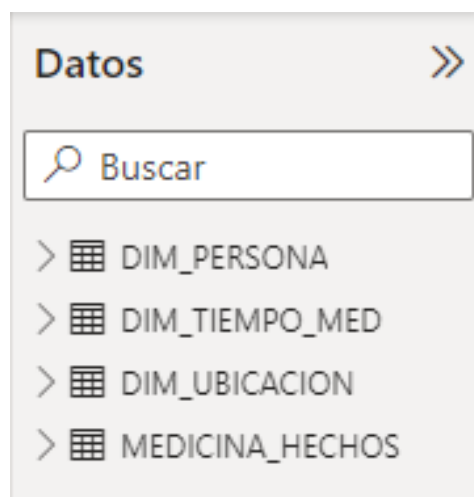 Datos
Buscar
DIM_PERSONA
DIM_TIEMPO_MED
DIM_UBICACION
MEDICINA_HECHOS